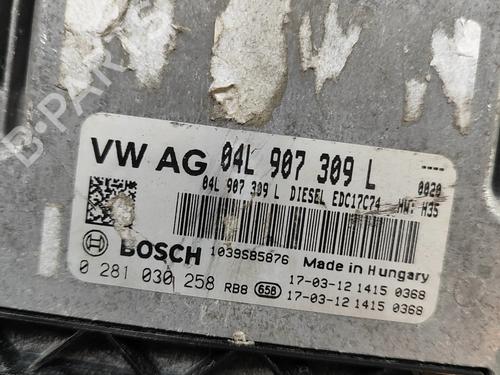 B-PARTS
VW AG 04L 907 309 L ----
04L 907 309 L DIESEL EDC17C74 0020
HW: H35
BOSCH 1039S85876 Made in Hungary
0 281 030 258 RB8 658 17-03-12 1415 0368
17-03-12 1415 0368